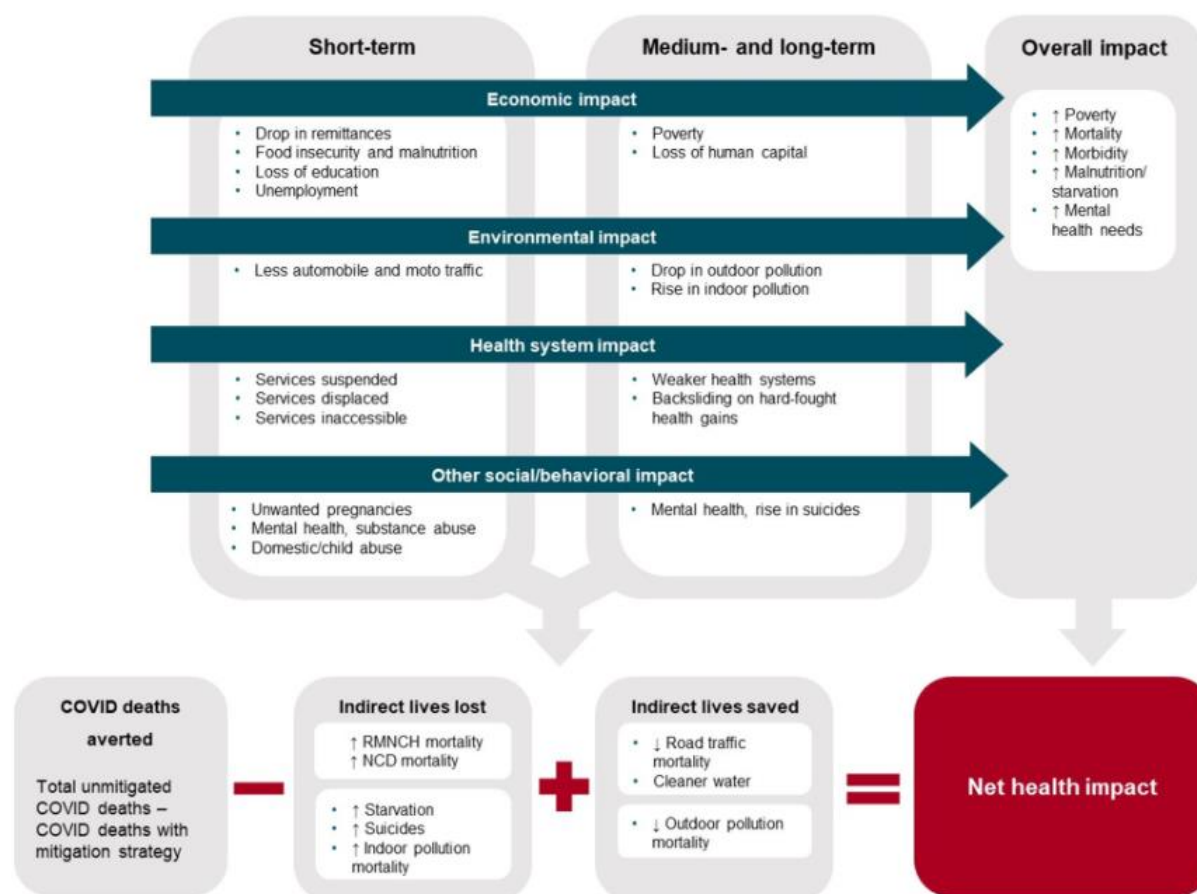 Short-term
Medium- and long-term
Overall impact
Economic impact
• Drop in remittances
• Food insecurity and malnutrition
• Loss of education
• Unemployment
• Poverty
• Loss of human capital
• ↑ Poverty
• ↑ Mortality
• ↑ Morbidity
• ↑ Malnutrition/
starvation
• ↑ Mental
health needs
Environmental impact
• Less automobile and moto traffic
• Drop in outdoor pollution
• Rise in indoor pollution
Health system impact
• Services suspended
• Services displaced
• Services inaccessible
• Weaker health systems
• Backsliding on hard-fought
health gains
Other social/behavioral impact
• Unwanted pregnancies
• Mental health, substance abuse
• Domestic/child abuse
• Mental health, rise in suicides
COVID deaths
averted
Total unmitigated
COVID deaths –
COVID deaths with
mitigation strategy
−
Indirect lives lost
↑ RMNCH mortality
↑ NCD mortality
• ↑ Starvation
• ↑ Suicides
• ↑ Indoor pollution
mortality
+
Indirect lives saved
• ↓ Road traffic
mortality
• Cleaner water
• ↓ Outdoor pollution
mortality
=
Net health impact